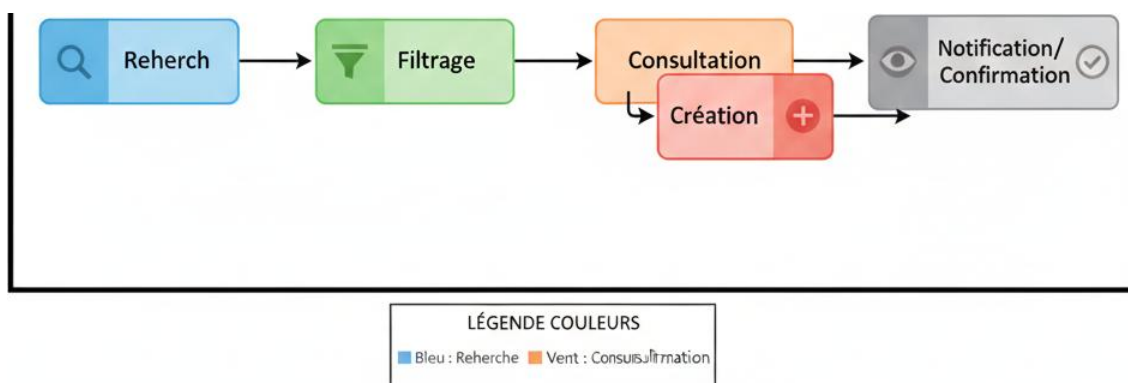 Reherch
Filtrage
Consultation
Création
Notification/
Confirmation
LÉGENDE COULEURS
Bleu : Reherche Vent :